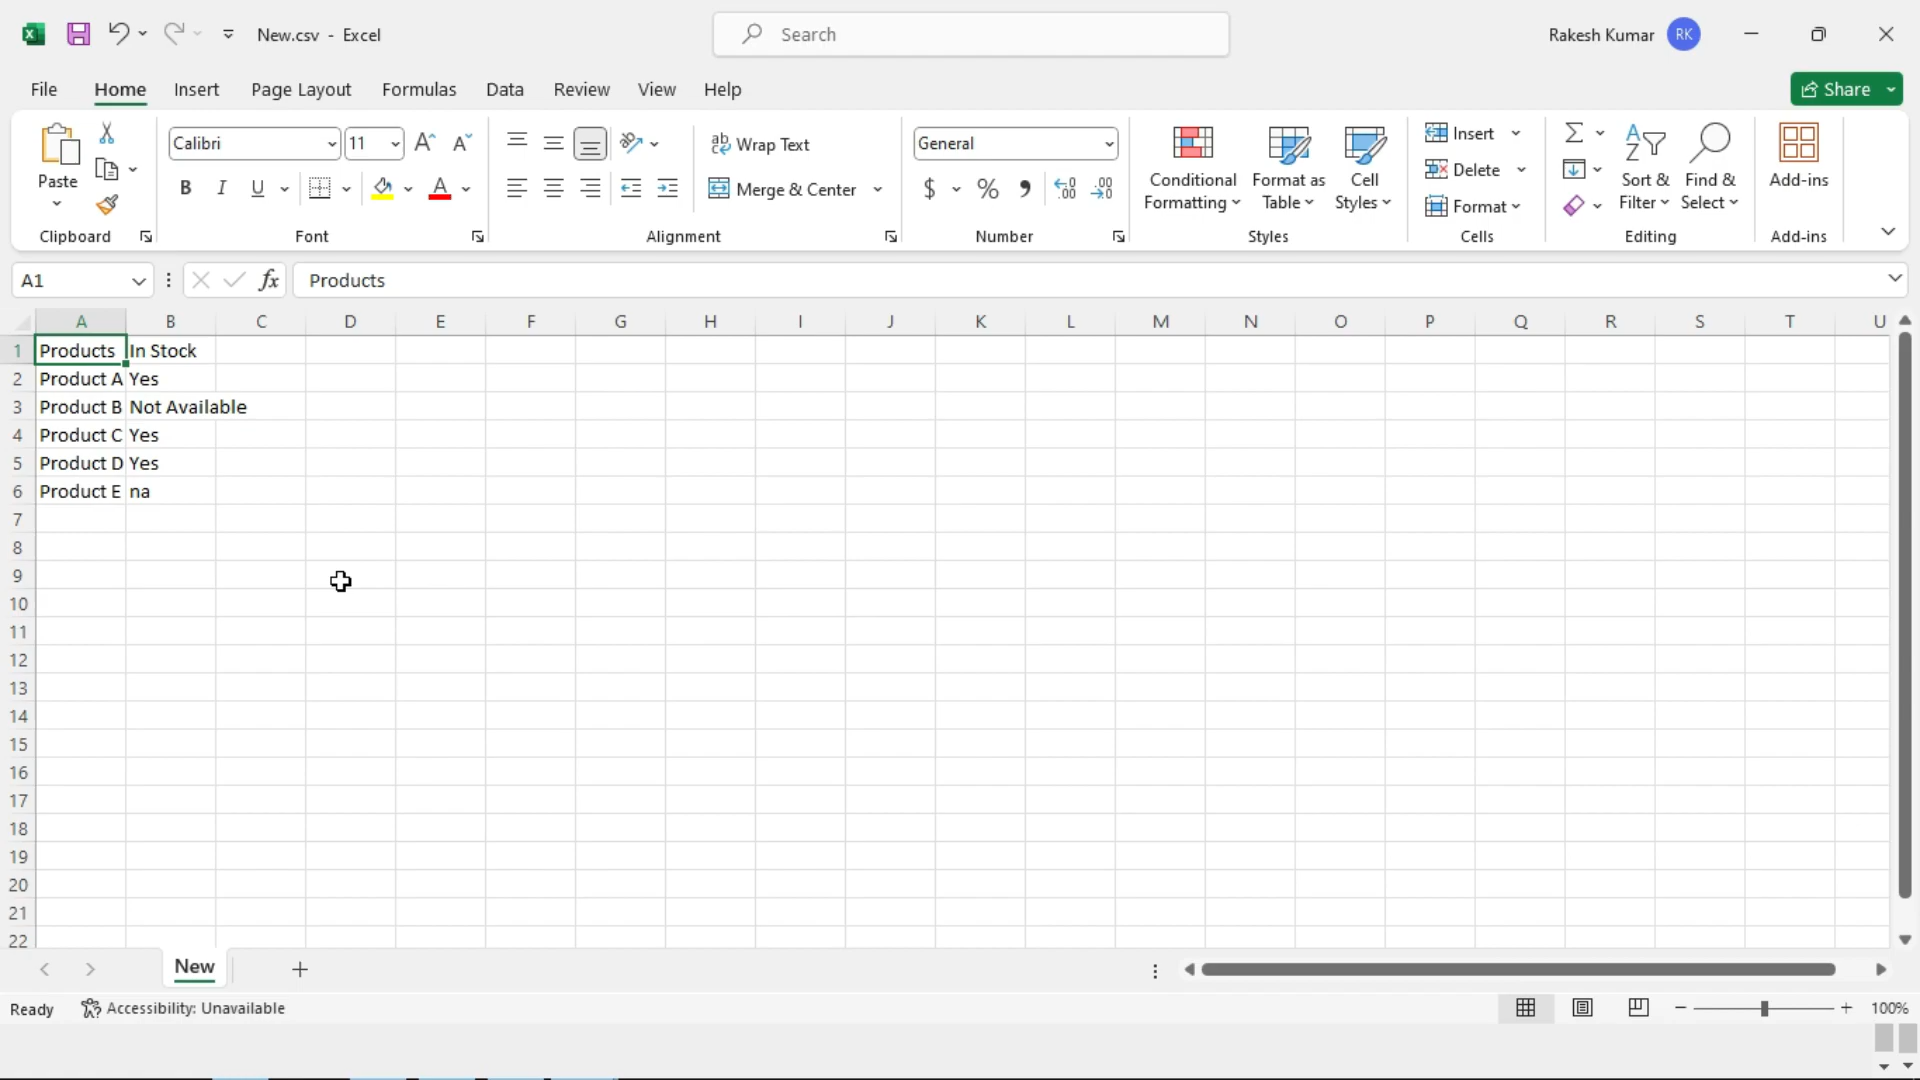 New.csv - Excel
Search
Rakesh Kumar RK
File Home Insert Page Layout Formulas Data Review View Help Share
Calibri 11 Wrap Text General Insert
Paste B I U A Merge & Center $ % Conditional Formatting Format as Table Cell Styles Delete Sort & Filter Find & Select Add-ins
Format
Clipboard Font Alignment Number Styles Cells Editing Add-ins
A1 fx Products
A B C D E F G H I J K L M N O P Q R S T U
1 Products In Stock
2 Product A Yes
3 Product B Not Available
4 Product C Yes
5 Product D Yes
6 Product E na
7
8
9
10
11
12
13
14
15
16
17
18
19
20
21
22
New
Ready Accessibility: Unavailable 100%